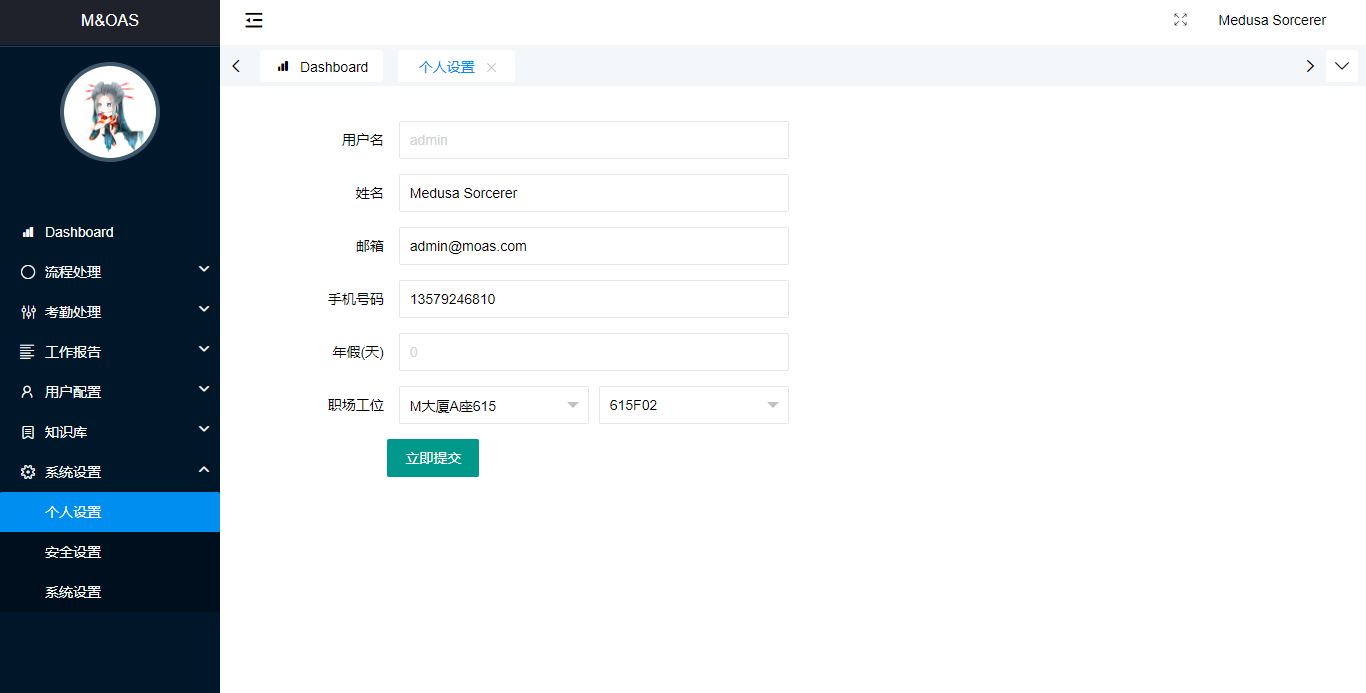 M&OAS
Medusa Sorcerer
Dashboard
个人设置
Dashboard
流程处理
考勤处理
工作报告
用户配置
知识库
系统设置
个人设置
安全设置
系统设置
用户名 admin
姓名 Medusa Sorcerer
邮箱 admin@moas.com
手机号码 13579246810
年假(天) 0
职场工位 M大厦A座615 615F02
立即提交